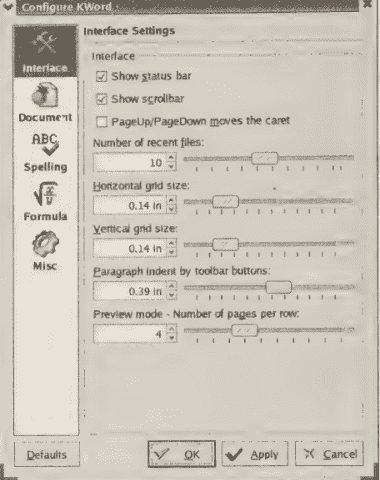 Configure KWord
Interface Settings
Interface
Interface
Show status bar
Show scrollbar
PageUp/PageDown moves the caret
Number of recent files:
10
Horizontal grid size:
0.14 in
Vertical grid size:
0.14 in
Paragraph indent by toolbar buttons:
0.39 in
Preview mode - Number of pages per row:
4
Document
ABC
Spelling
Formula
Misc
Defaults
OK
Apply
Cancel